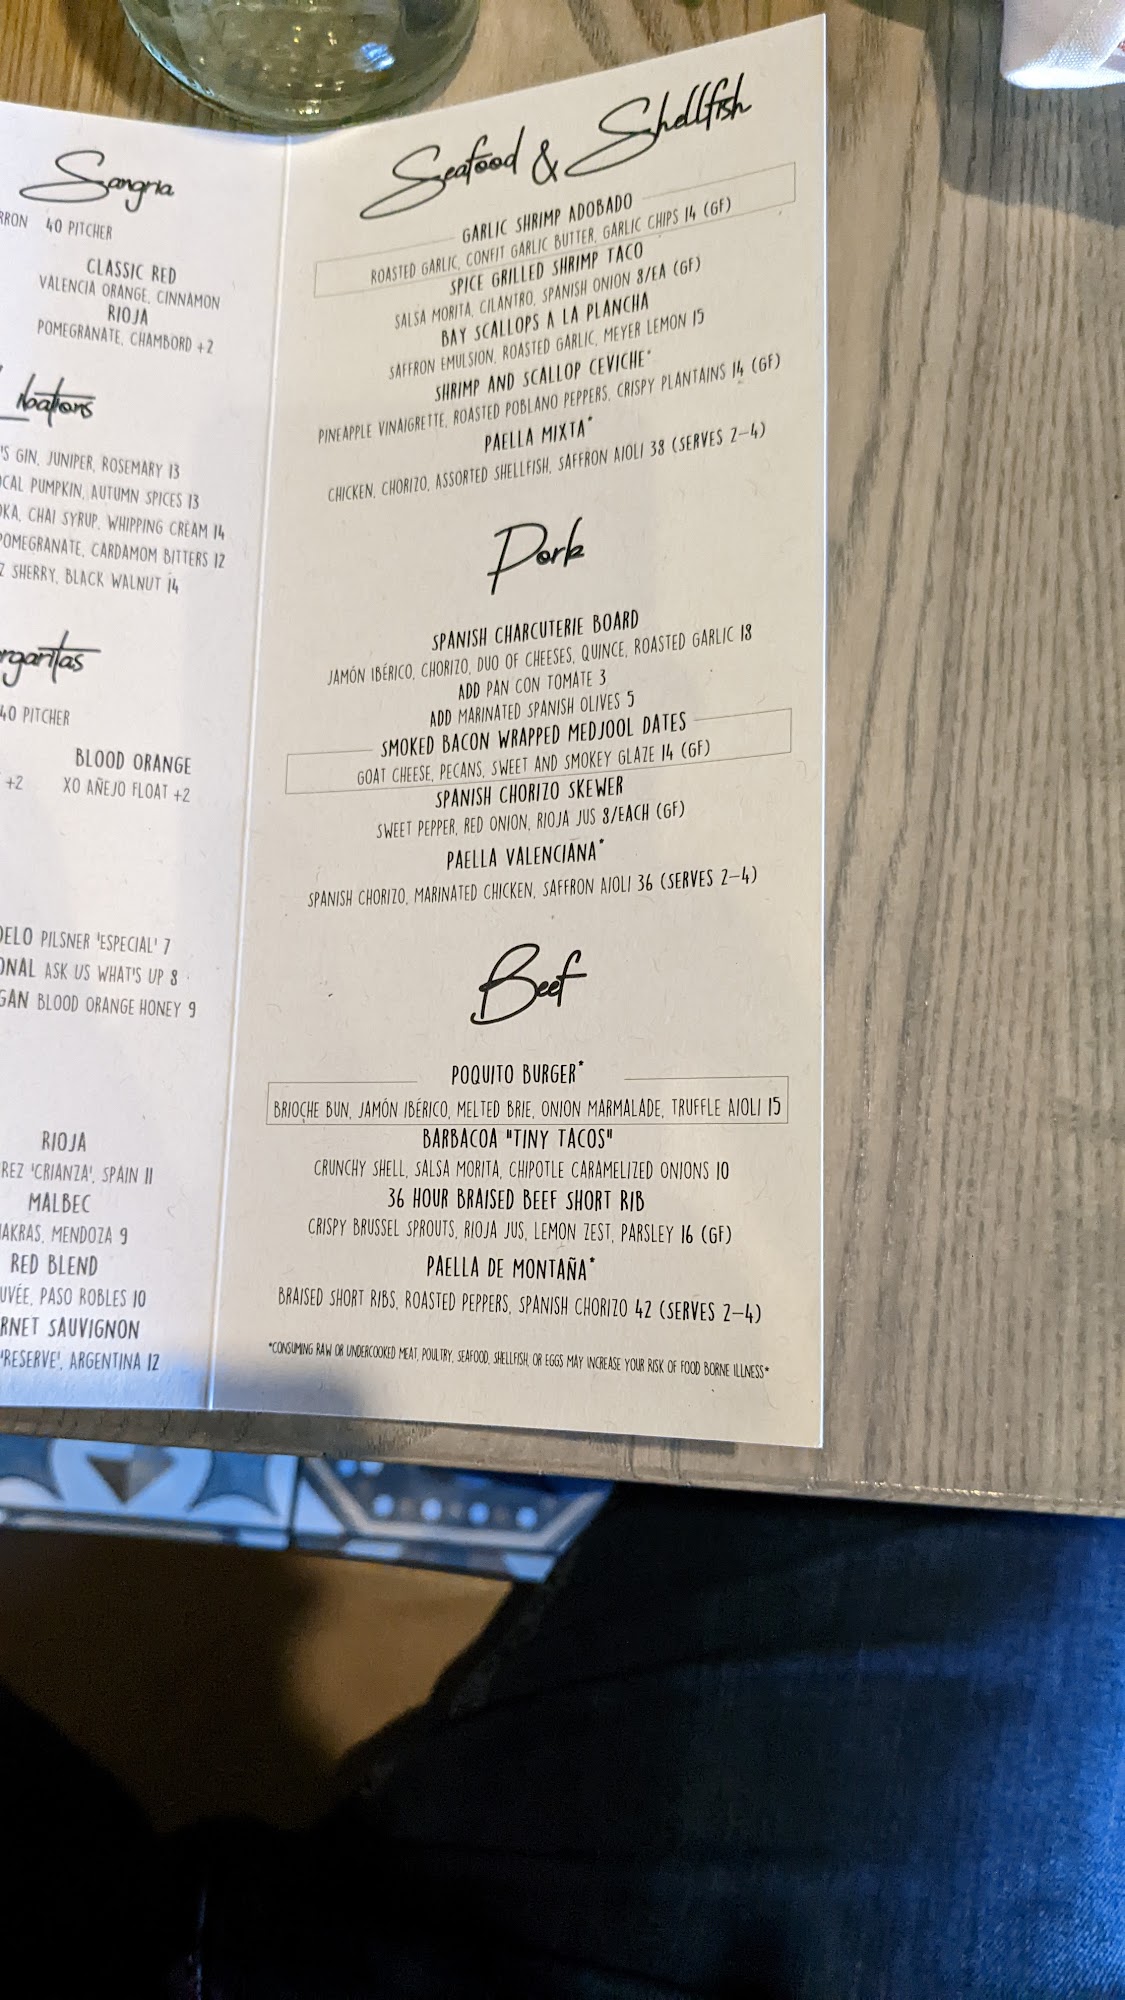 Sangria
40 PITCHER
CLASSIC RED
VALENCIA ORANGE, CINNAMON
RIOJA
POMEGRANATE, CHAMBORD +2
'S GIN, JUNIPER, ROSEMARY 13
PUMPKIN, AUTUMN SPICES 13
CHAI SYRUP, WHIPPING CREAM 14
POMEGRANATE, CARDAMOM BITTERS 12
SHERRY, BLACK WALNUT 14
40 PITCHER
BLOOD ORANGE
+2 XO AÑEJO FLOAT +2
PILSNER 'ESPECIAL' 7
ASK US WHAT'S UP 8
BLOOD ORANGE HONEY 9
RIOJA
'CRIANZA', SPAIN 11
MALBEC
MENDOZA 9
RED BLEND
PASO ROBLES 10
SAUVIGNON
'RESERVE', ARGENTINA 12
Seafood & Shellfish
GARLIC SHRIMP ADOBADO
ROASTED GARLIC, CONFIT GARLIC BUTTER, GARLIC CHIPS 14 (GF)
SPICE GRILLED SHRIMP TACO
SALSA MORITA, CILANTRO, SPANISH ONION 8/EA (GF)
BAY SCALLOPS A LA PLANCHA
SAFFRON EMULSION, ROASTED GARLIC, MEYER LEMON 15
SHRIMP AND SCALLOP CEVICHE*
PINEAPPLE VINAIGRETTE, ROASTED POBLANO PEPPERS, CRISPY PLANTAINS 14 (GF)
PAELLA MIXTA*
CHICKEN, CHORIZO, ASSORTED SHELLFISH, SAFFRON AIOLI 38 (SERVES 2-4)
Pork
SPANISH CHARCUTERIE BOARD
JAMÓN IBÉRICO, CHORIZO, DUO OF CHEESES, QUINCE, ROASTED GARLIC 18
ADD PAN CON TOMATE 3
ADD MARINATED SPANISH OLIVES 5
SMOKED BACON WRAPPED MEDJOOL DATES
GOAT CHEESE, PECANS, SWEET AND SMOKEY GLAZE 14 (GF)
SPANISH CHORIZO SKEWER
SWEET PEPPER, RED ONION, RIOJA JUS 8/EACH (GF)
PAELLA VALENCIANA*
SPANISH CHORIZO, MARINATED CHICKEN, SAFFRON AIOLI 36 (SERVES 2-4)
Beef
POQUITO BURGER*
BRIOCHE BUN, JAMÓN IBÉRICO, MELTED BRIE, ONION MARMALADE, TRUFFLE AIOLI 15
BARBACOA "TINY TACOS"
CRUNCHY SHELL, SALSA MORITA, CHIPOTLE CARAMELIZED ONIONS 10
36 HOUR BRAISED BEEF SHORT RIB
CRISPY BRUSSEL SPROUTS, RIOJA JUS, LEMON ZEST, PARSLEY 16 (GF)
PAELLA DE MONTAÑA*
BRAISED SHORT RIBS, ROASTED PEPPERS, SPANISH CHORIZO 42 (SERVES 2-4)
*CONSUMING RAW OR UNDERCOOKED MEAT, POULTRY, SEAFOOD, SHELLFISH, OR EGGS MAY INCREASE YOUR RISK OF FOOD BORNE ILLNESS*